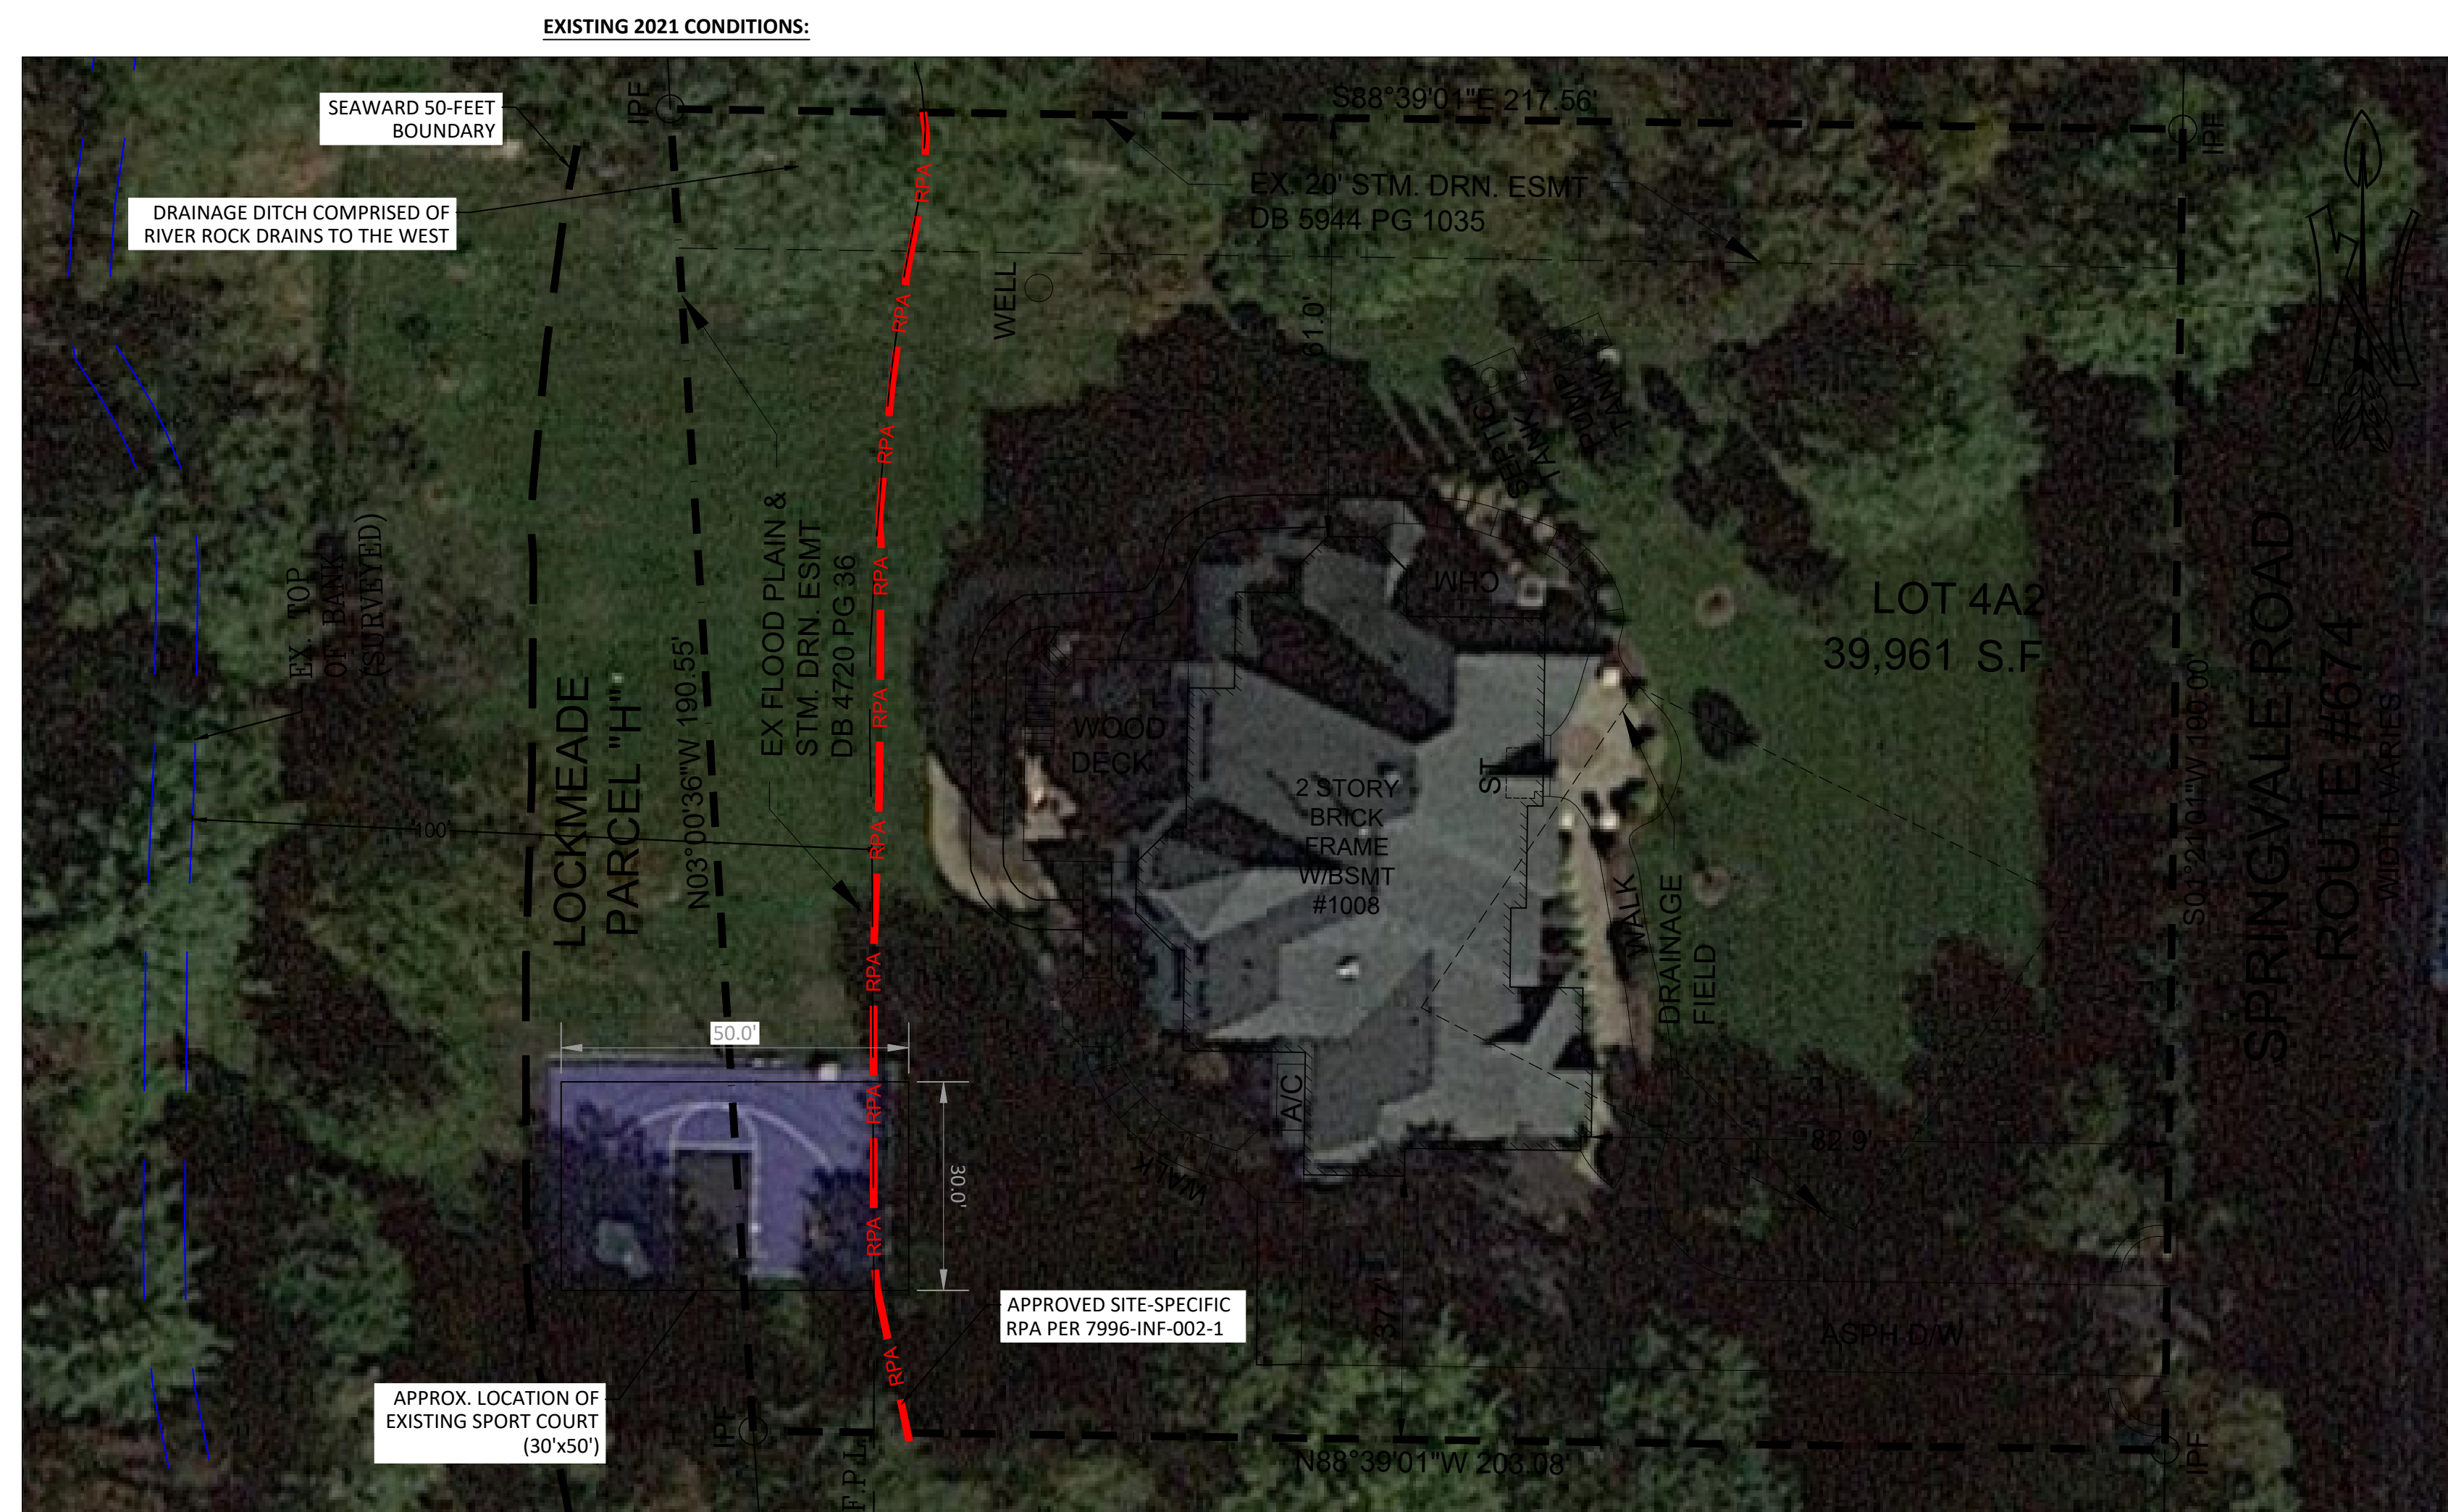 EXISTING 2021 CONDITIONS:
SEAWARD 50-FEET
BOUNDARY
IPF
S88°39'01"E 217.56'
IPF
DRAINAGE DITCH COMPRISED OF
RIVER ROCK DRAINS TO THE WEST
RPA
EX. 20' STM. DRN. ESMT
DB 5944 PG 1035
WELL
61.0'
RPA
SEPTIC
TANK
PUMP
TANK
RPA
EX. TOP
OF BANK
(SURVEYED)
EX FLOOD PLAIN &
STM. DRN. ESMT
DB 4720 PG 36
RPA
CHM
LOT 4A2
39,961 S.F.
SPRINGVALE ROAD
ROUTE #674
WIDTH VARIES
LOCKMEADE
PARCEL "H"
N03°00'36"W 190.55'
RPA
WOOD
DECK
2 STORY
BRICK
FRAME
W/BSMT
#1008
ST
S01°21'01"W 190.00'
100'
RPA
WALK
DRAINAGE
FIELD
RPA
50.0'
RPA
A/C
30.0'
82.9'
WALK
RPA
APPROVED SITE-SPECIFIC
RPA PER 7996-INF-002-1
37.7'
ASPH D/W
RPA
APPROX. LOCATION OF
EXISTING SPORT COURT
(30'x50')
IPF
F.P.L.
N88°39'01"W 203.08'
IPF